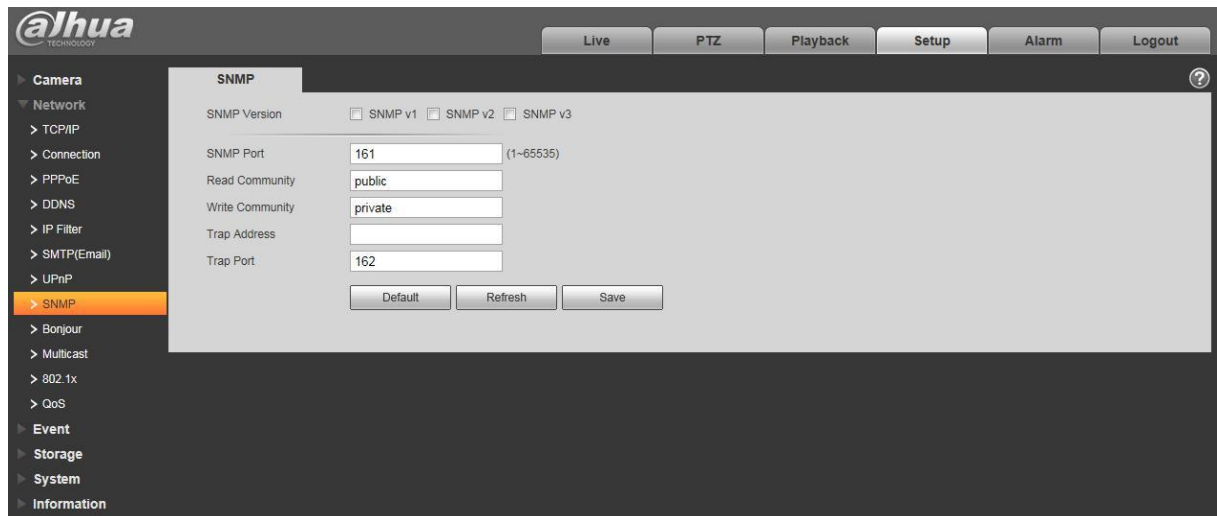 alhua
TECHNOLOGY
Live PTZ Playback Setup Alarm Logout
Camera
Network
> TCP/IP
> Connection
> PPPoE
> DDNS
> IP Filter
> SMTP(Email)
> UPnP
> SNMP
> Bonjour
> Multicast
> 802.1x
> QoS
Event
Storage
System
Information
SNMP
?
SNMP Version SNMP v1 SNMP v2 SNMP v3
SNMP Port 161 (1~65535)
Read Community public
Write Community private
Trap Address
Trap Port 162
Default Refresh Save